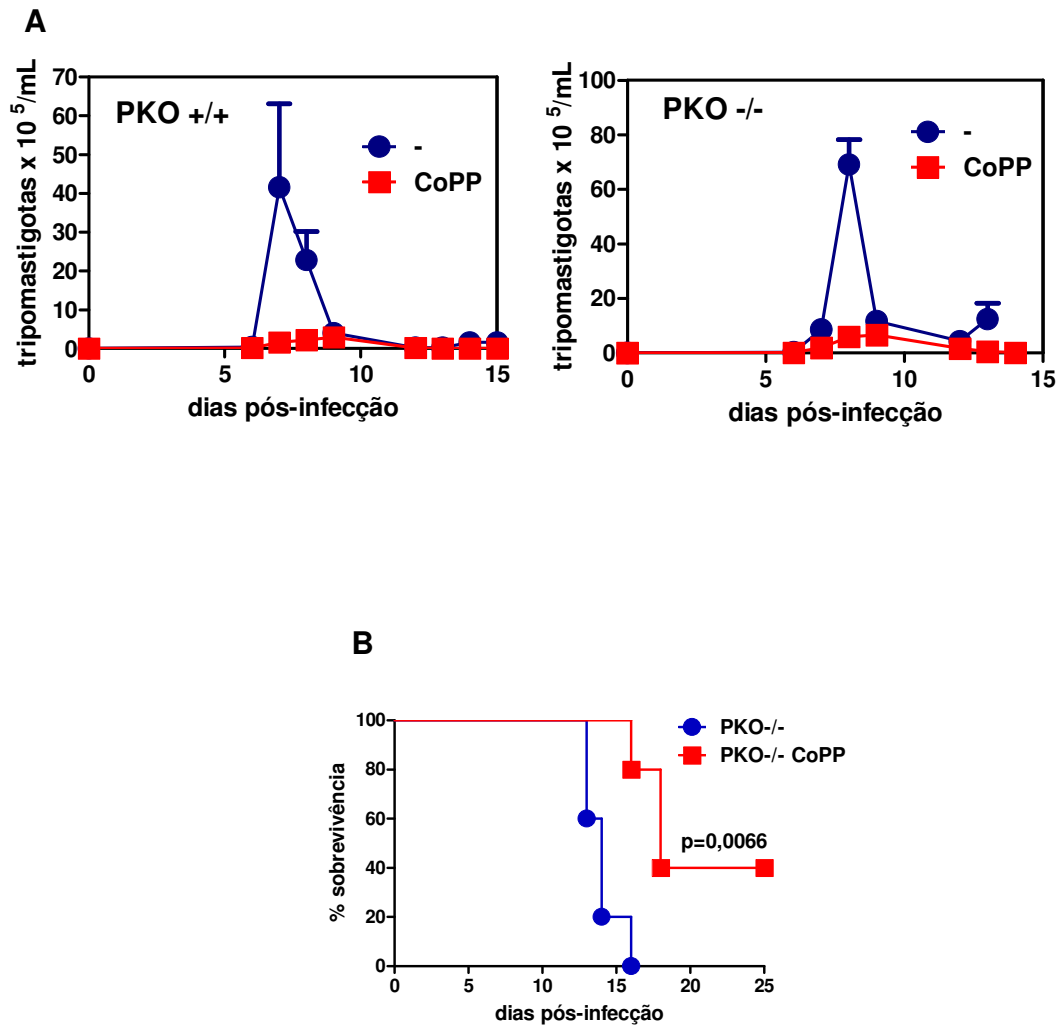 A
PKO +/+
-
CoPP
tripomastigotas x 10 5/mL
70
60
50
40
30
20
10
0
0 5 10 15
dias pós-infecção
PKO -/-
-
CoPP
tripomastigotas x 10 5/mL
100
80
60
40
20
0
0 5 10 15
dias pós-infecção
B
PKO-/-
PKO-/- CoPP
p=0,0066
% sobrevivência
100
80
60
40
20
0
0 5 10 15 20 25
dias pós-infecção